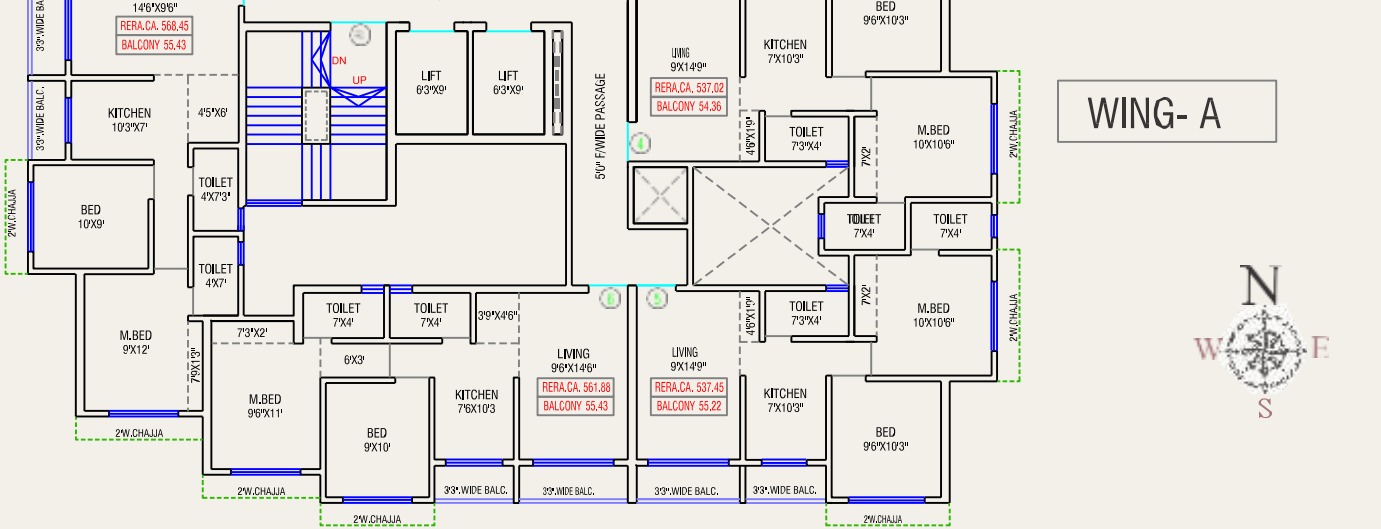 14'6"X9'6"
RERA.CA. 568.45
BALCONY 55.43
3'3".WIDE BALC.
3'3".WIDE BALC.
KITCHEN
10'3"X7'
4'5"X6'
DN
UP
LIFT
6'3"X9'
LIFT
6'3"X9'
5'0" F/WIDE PASSAGE
LIVING
9'X14'9"
RERA.CA. 537.02
BALCONY 54.36
KITCHEN
7'X10'3"
BED
9'6"X10'3"
4
4'6"X1'9"
TOILET
7'3"X4'
7'X2'
M.BED
10'X10'6"
2'W.CHAJJA
WING- A
BED
10'X9'
2'W.CHAJJA
TOILET
4'X7'3"
TOILET
4'X7'
TOILET
7'X4'
TOILET
7'X4'
M.BED
9'X12'
7'9X1'3"
2'W.CHAJJA
7'3"X2'
TOILET
7'X4'
TOILET
7'X4'
3'9"X4'6"
6'X3'
6
5
M.BED
9'6"X11'
2'W.CHAJJA
BED
9'X10'
2'W.CHAJJA
KITCHEN
7'6X10'3
LIVING
9'6"X14'6"
RERA.CA. 561.88
BALCONY 55.43
LIVING
9'X14'9"
RERA.CA. 537.45
BALCONY 55.22
4'6"X1'9"
TOILET
7'3"X4'
7'X2'
M.BED
10'X10'6"
2'W.CHAJJA
KITCHEN
7'X10'3"
BED
9'6"X10'3"
3'3".WIDE BALC.
3'3".WIDE BALC.
3'3".WIDE BALC.
3'3".WIDE BALC.
2'W.CHAJJA
N
W
E
S